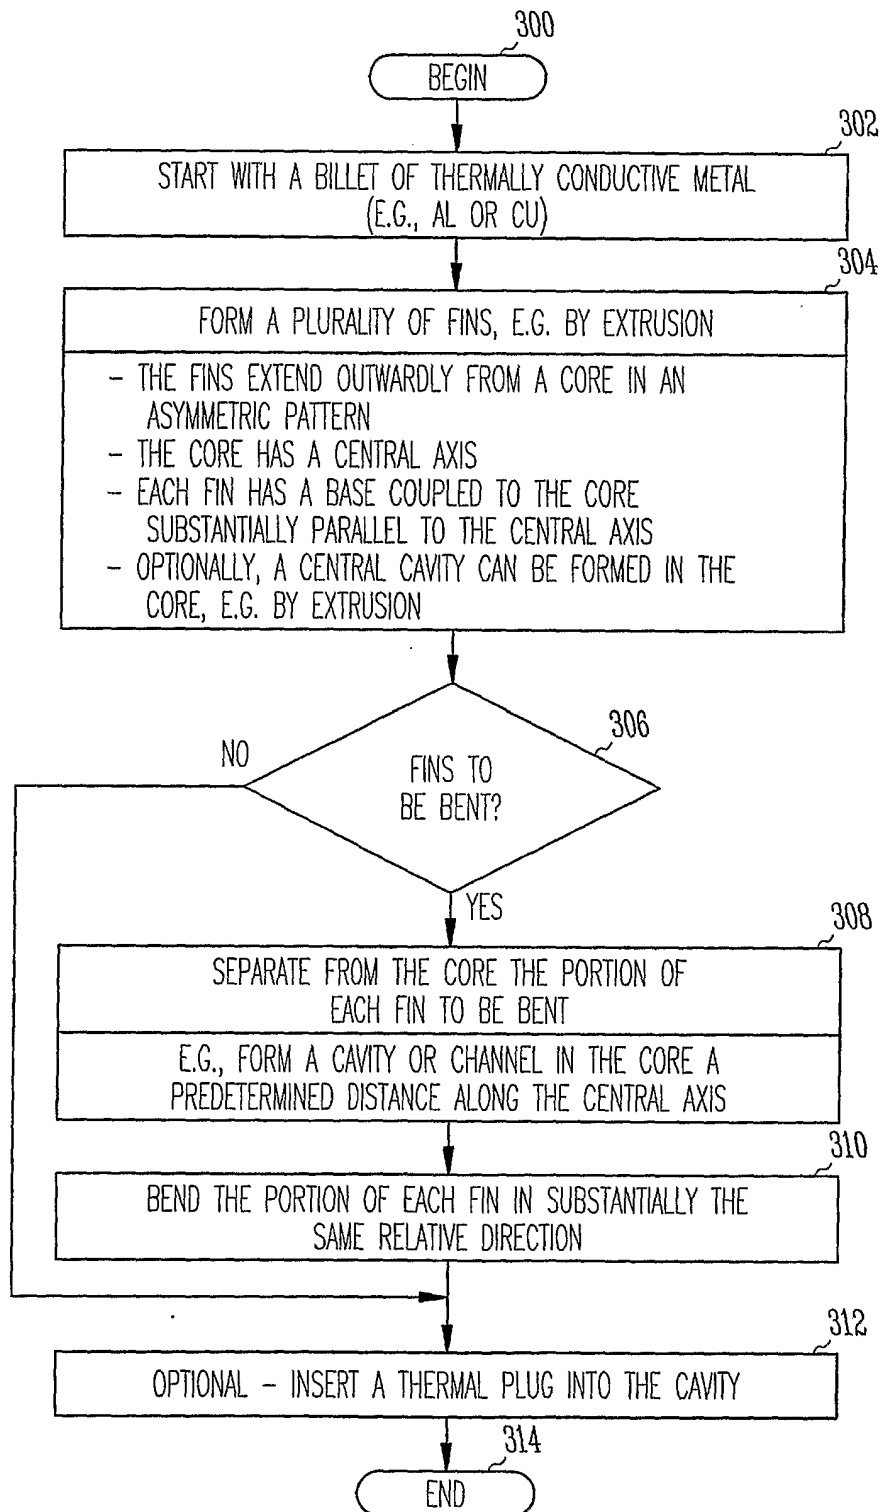 300
BEGIN
302
START WITH A BILLET OF THERMALLY CONDUCTIVE METAL
(E.G., AL OR CU)
304
FORM A PLURALITY OF FINS, E.G. BY EXTRUSION
- THE FINS EXTEND OUTWARDLY FROM A CORE IN AN
ASYMMETRIC PATTERN
- THE CORE HAS A CENTRAL AXIS
- EACH FIN HAS A BASE COUPLED TO THE CORE
SUBSTANTIALLY PARALLEL TO THE CENTRAL AXIS
- OPTIONALLY, A CENTRAL CAVITY CAN BE FORMED IN THE
CORE, E.G. BY EXTRUSION
306
NO
FINS TO
BE BENT?
YES
308
SEPARATE FROM THE CORE THE PORTION OF
EACH FIN TO BE BENT
E.G., FORM A CAVITY OR CHANNEL IN THE CORE A
PREDETERMINED DISTANCE ALONG THE CENTRAL AXIS
310
BEND THE PORTION OF EACH FIN IN SUBSTANTIALLY THE
SAME RELATIVE DIRECTION
312
OPTIONAL - INSERT A THERMAL PLUG INTO THE CAVITY
314
END